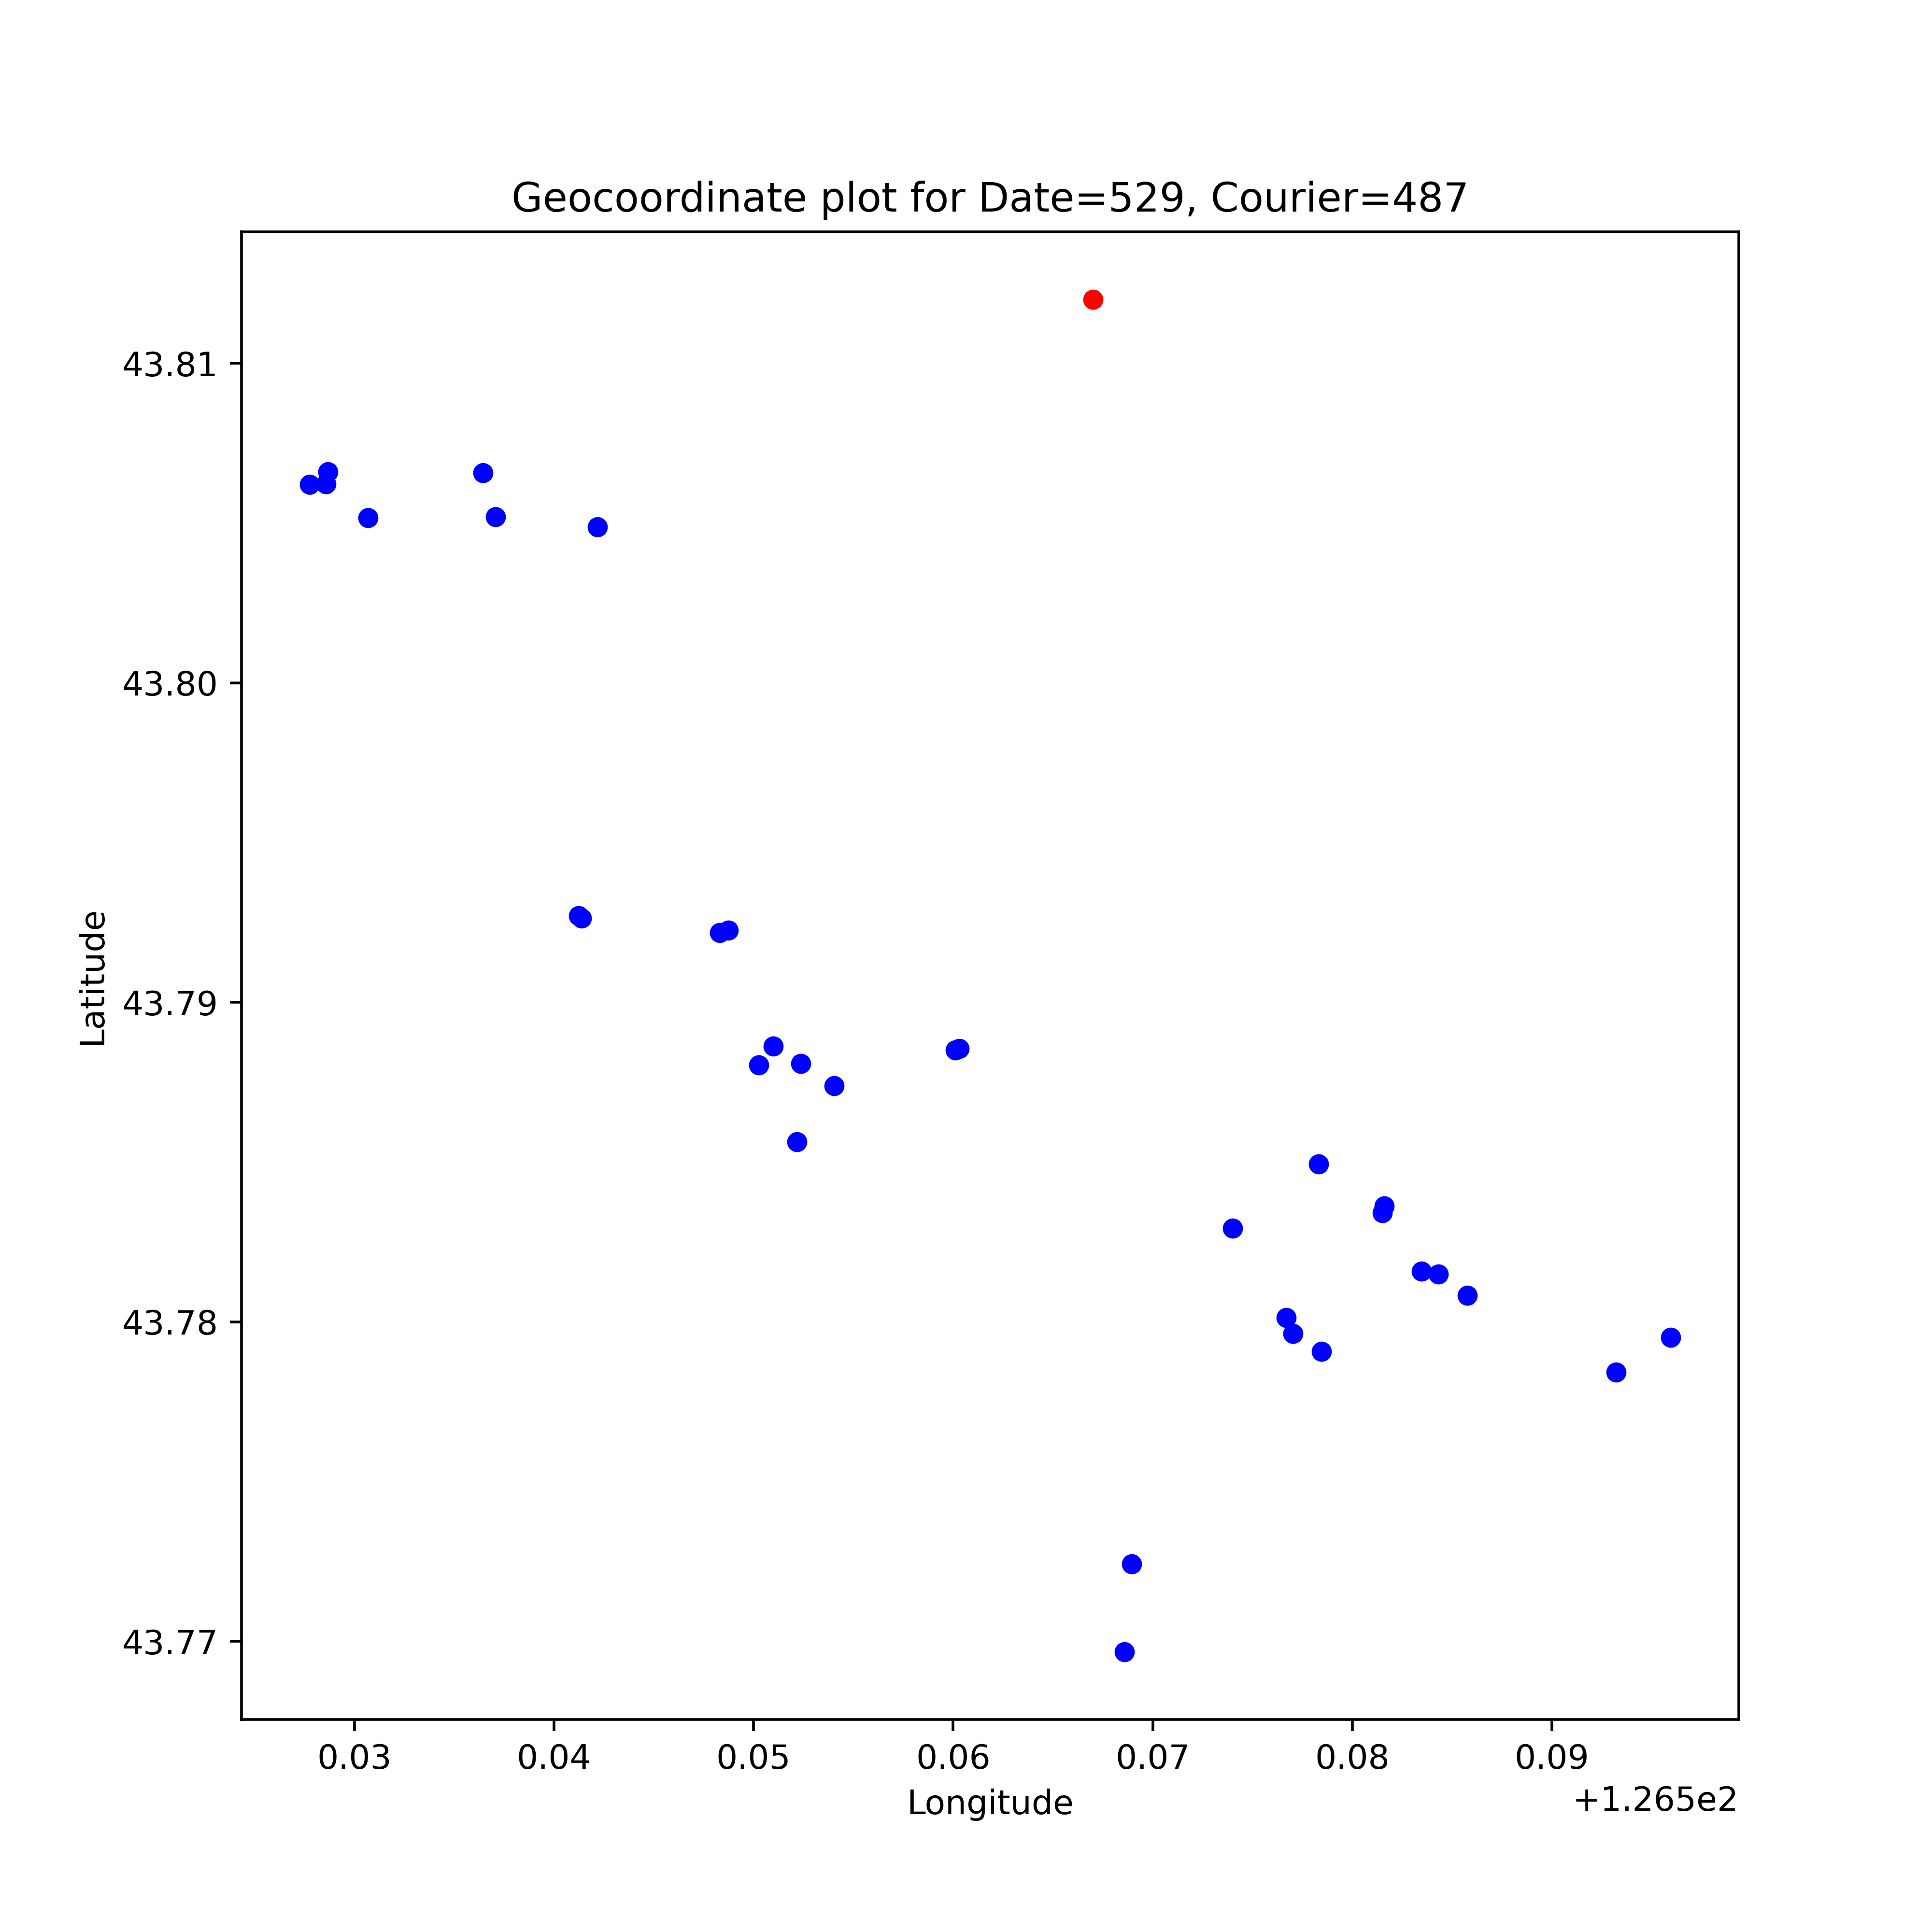 Geocoordinate plot for Date=529, Courier=487
43.81
43.80
43.79
43.78
43.77
Latitude
0.03 0.04 0.05 0.06 0.07 0.08 0.09
+1.265e2
Longitude